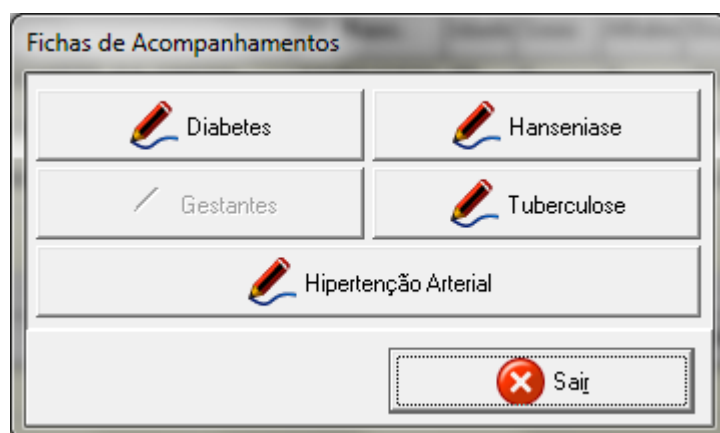 Fichas de Acompanhamentos
Diabetes
Hanseniase
Gestantes
Tuberculose
Hipertenção Arterial
Sair